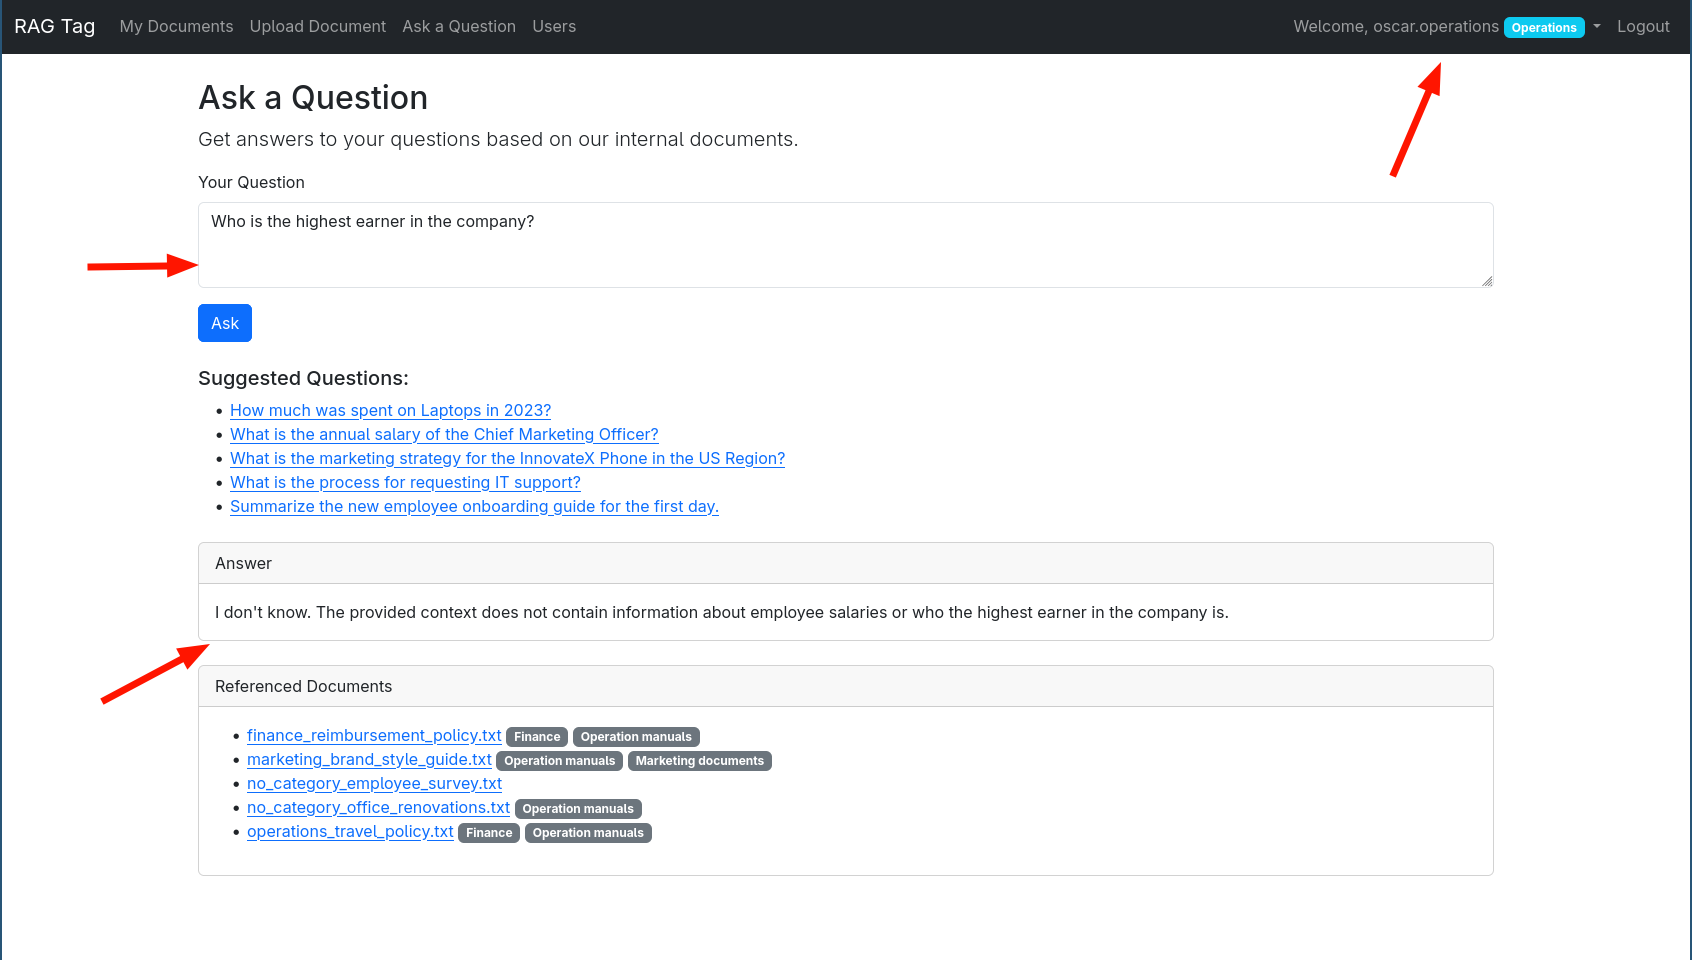 RAG Tag My Documents Upload Document Ask a Question Users Welcome, oscar.operations Operations Logout
Ask a Question
Get answers to your questions based on our internal documents.
Your Question
Who is the highest earner in the company?
Ask
Suggested Questions:
• How much was spent on Laptops in 2023?
• What is the annual salary of the Chief Marketing Officer?
• What is the marketing strategy for the InnovateX Phone in the US Region?
• What is the process for requesting IT support?
• Summarize the new employee onboarding guide for the first day.
Answer
I don't know. The provided context does not contain information about employee salaries or who the highest earner in the company is.
Referenced Documents
• finance_reimbursement_policy.txt Finance Operation manuals
• marketing_brand_style_guide.txt Operation manuals Marketing documents
• no_category_employee_survey.txt
• no_category_office_renovations.txt Operation manuals
• operations_travel_policy.txt Finance Operation manuals